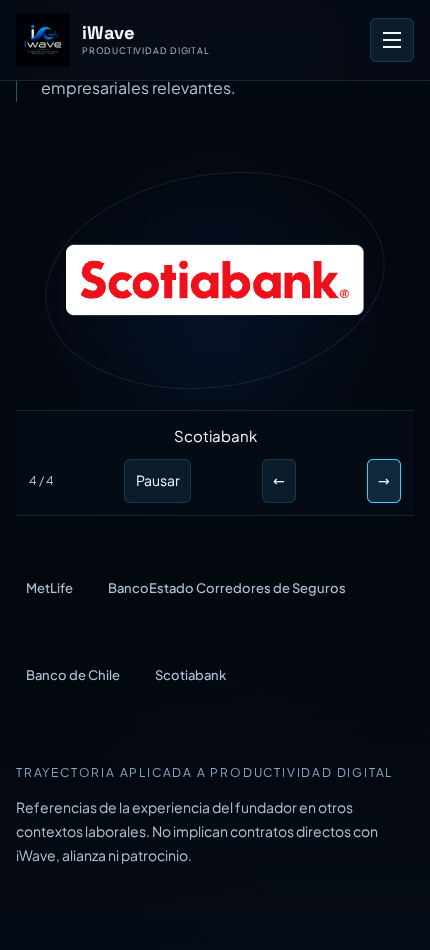 iWave
iWave
PRODUCTIVIDAD DIGITAL
empresariales relevantes.
Scotiabank®
Scotiabank
4 / 4
Pausar
←
→
MetLife
BancoEstado Corredores de Seguros
Banco de Chile
Scotiabank
TRAYECTORIA APLICADA A PRODUCTIVIDAD DIGITAL
Referencias de la experiencia del fundador en otros
contextos laborales. No implican contratos directos con
iWave, alianza ni patrocinio.